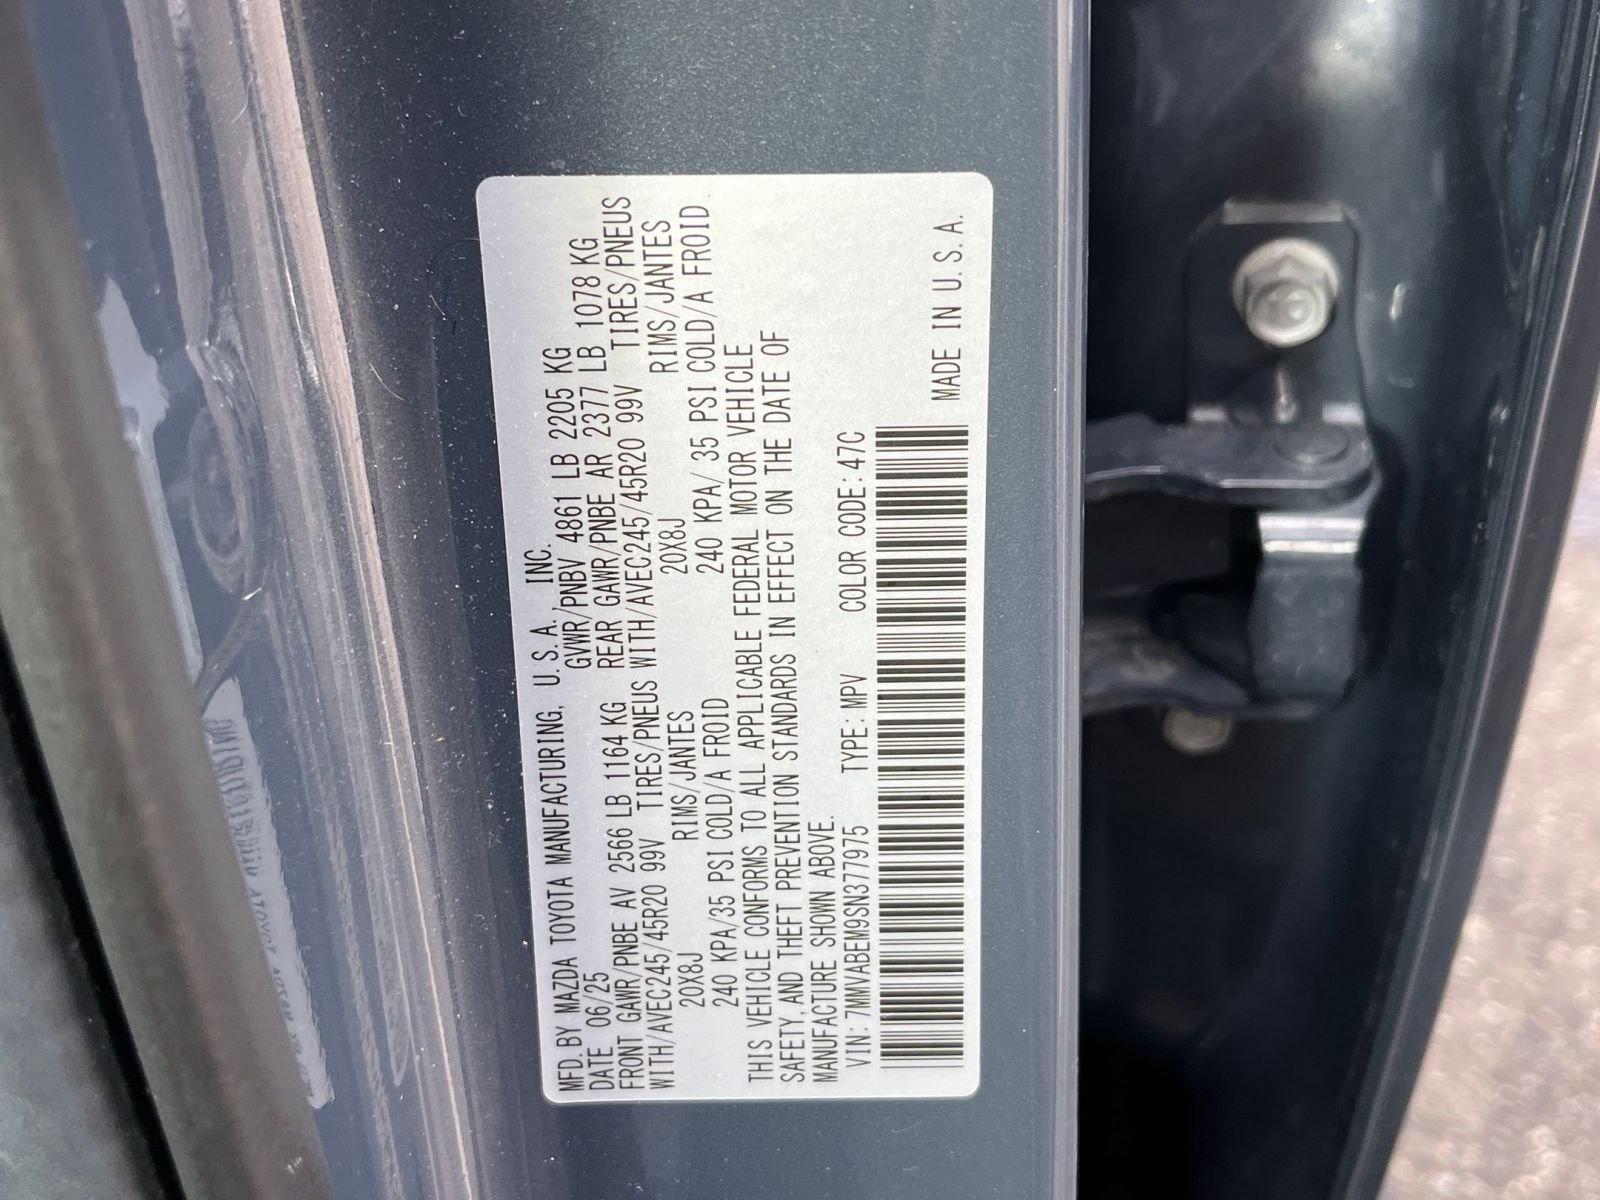 MFD. BY MAZDA TOYOTA MANUFACTURING, U.S.A., INC.
DATE 06/25 GVWR/PNBV 4861 LB 2205 KG
FRONT GAWR/PNBE AV 2566 LB 1164 KG REAR GAWR/PNBE AR 2377 LB 1078 KG
WITH/AVEC245/45R20 99V TIRES/PNEUS WITH/AVEC245/45R20 99V TIRES/PNEUS
20X8J RIMS/JANTES 20X8J RIMS/JANTES
240 KPA/35 PSI COLD/A FROID 240 KPA/ 35 PSI COLD/A FROID
THIS VEHICLE CONFORMS TO ALL APPLICABLE FEDERAL MOTOR VEHICLE
SAFETY, AND THEFT PREVENTION STANDARDS IN EFFECT ON THE DATE OF
MANUFACTURE SHOWN ABOVE.
VIN: 7MMVABEM9SN377975 TYPE: MPV COLOR CODE: 47C
MADE IN U.S.A.